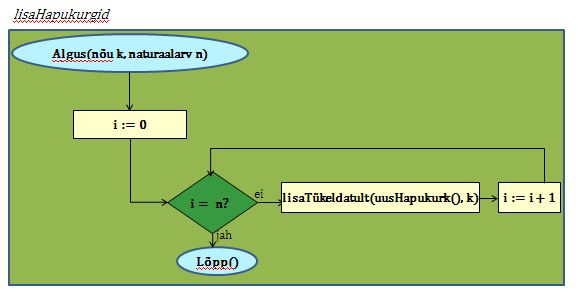 lisaHapukurgid
Algus(nõu k, naturaalarv n)
i := 0
i = n?
ei
lisaTükeldatult(uusHapukurk(), k)
i := i + 1
jah
Lõpp()